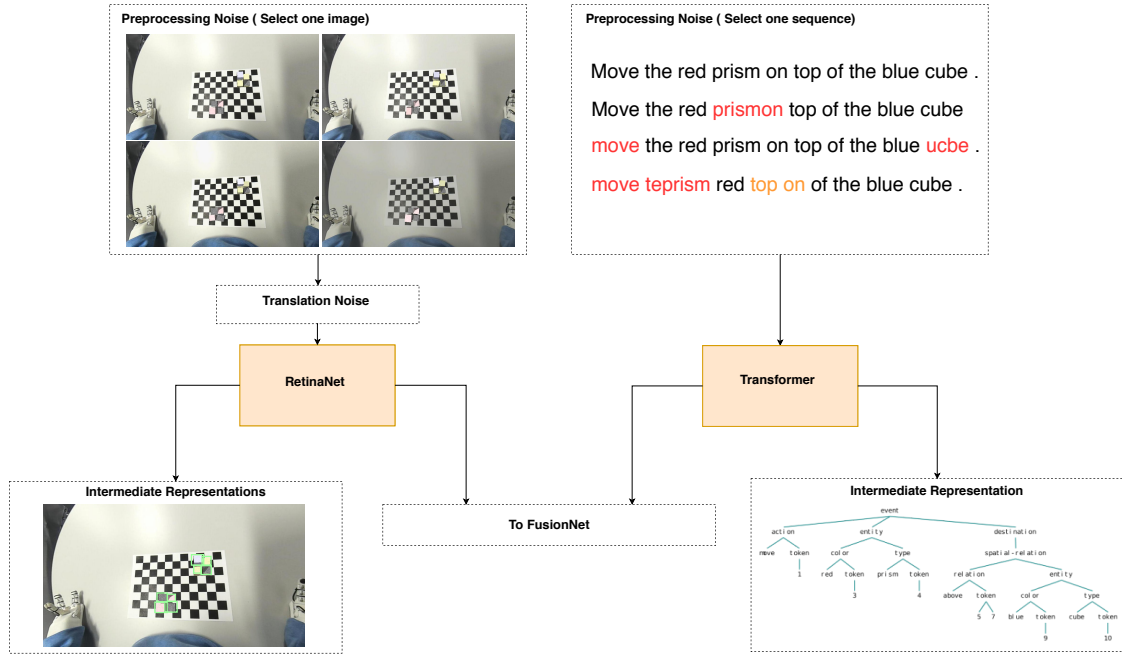 Preprocessing Noise ( Select one image)
Preprocessing Noise ( Select one sequence)
Move the red prism on top of the blue cube .
Move the red prismon top of the blue cube
move the red prism on top of the blue ucbe .
move teprism red top on of the blue cube .
Translation Noise
RetinaNet
Transformer
Intermediate Representations
To FusionNet
Intermediate Representation
event
action entity destination
move token color type spatial-relation
1 red token prism token relation entity
3 4 above token color type
5 7 blue token cube token
9 10